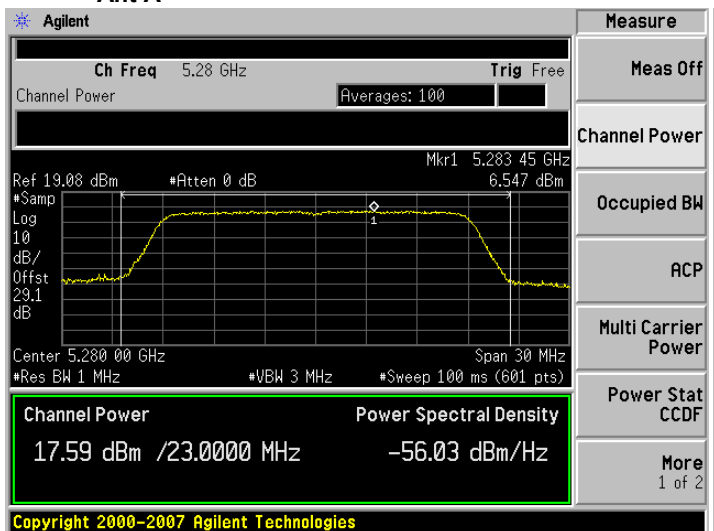 Agilent
Measure
Ch Freq 5.28 GHz Trig Free
Channel Power Averages: 100
Mkr1 5.283 45 GHz
Ref 19.08 dBm #Atten 0 dB 6.547 dBm
#Samp
Log
10
dB/
Offst
29.1
dB
1
Center 5.280 00 GHz Span 30 MHz
#Res BW 1 MHz #VBW 3 MHz #Sweep 100 ms (601 pts)
Channel Power Power Spectral Density
17.59 dBm /23.0000 MHz -56.03 dBm/Hz
Meas Off
Channel Power
Occupied BW
ACP
Multi Carrier
Power
Power Stat
CCDF
More
1 of 2
Copyright 2000-2007 Agilent Technologies